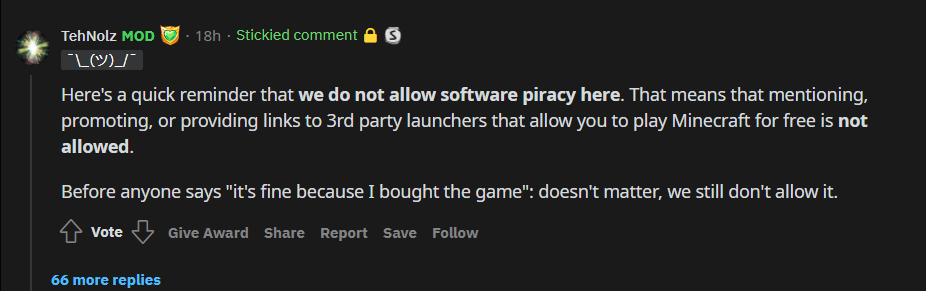 TehNolz MOD · 18h · Stickied comment
¯\_(ツ)_/¯
Here's a quick reminder that we do not allow software piracy here. That means that mentioning,
promoting, or providing links to 3rd party launchers that allow you to play Minecraft for free is not
allowed.
Before anyone says "it's fine because I bought the game": doesn't matter, we still don't allow it.
Vote Give Award Share Report Save Follow
66 more replies